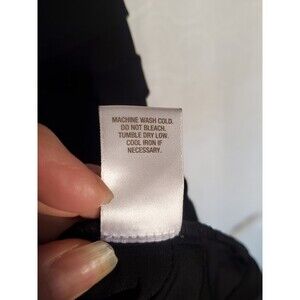 MACHINE WASH COLD.
DO NOT BLEACH.
TUMBLE DRY LOW.
COOL IRON IF
NECESSARY.